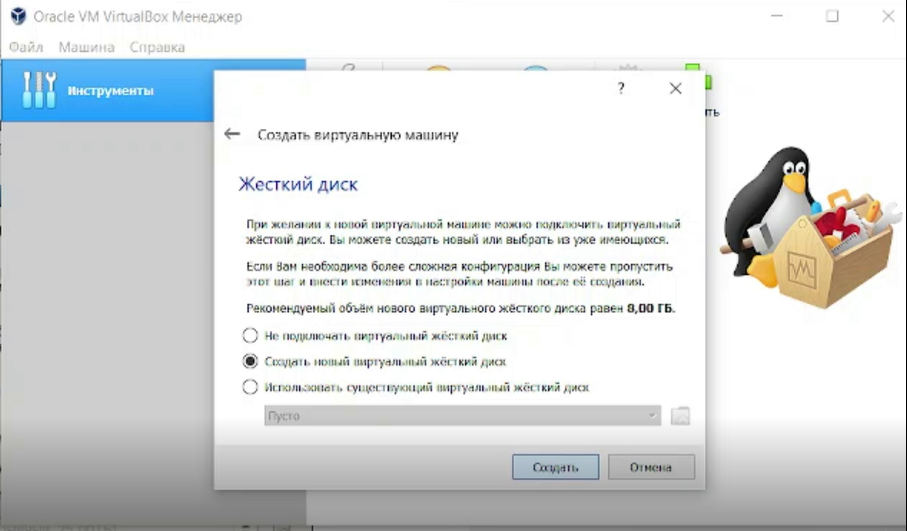 Oracle VM VirtualBox Менеджер
Файл Машина Справка
Инструменты
?
Создать виртуальную машину
Жесткий диск
При желании к новой виртуальной машине можно подключить виртуальный
жёсткий диск. Вы можете создать новый или выбрать из уже имеющихся.
Если Вам необходима более сложная конфигурация Вы можете пропустить
этот шаг и внести изменения в настройки машины после её создания.
Рекомендуемый объём нового виртуального жёсткого диска равен 8,00 ГБ.
Не подключать виртуальный жёсткий диск
Создать новый виртуальный жёсткий диск
Использовать существующий виртуальный жёсткий диск
Пусто
Создать Отмена